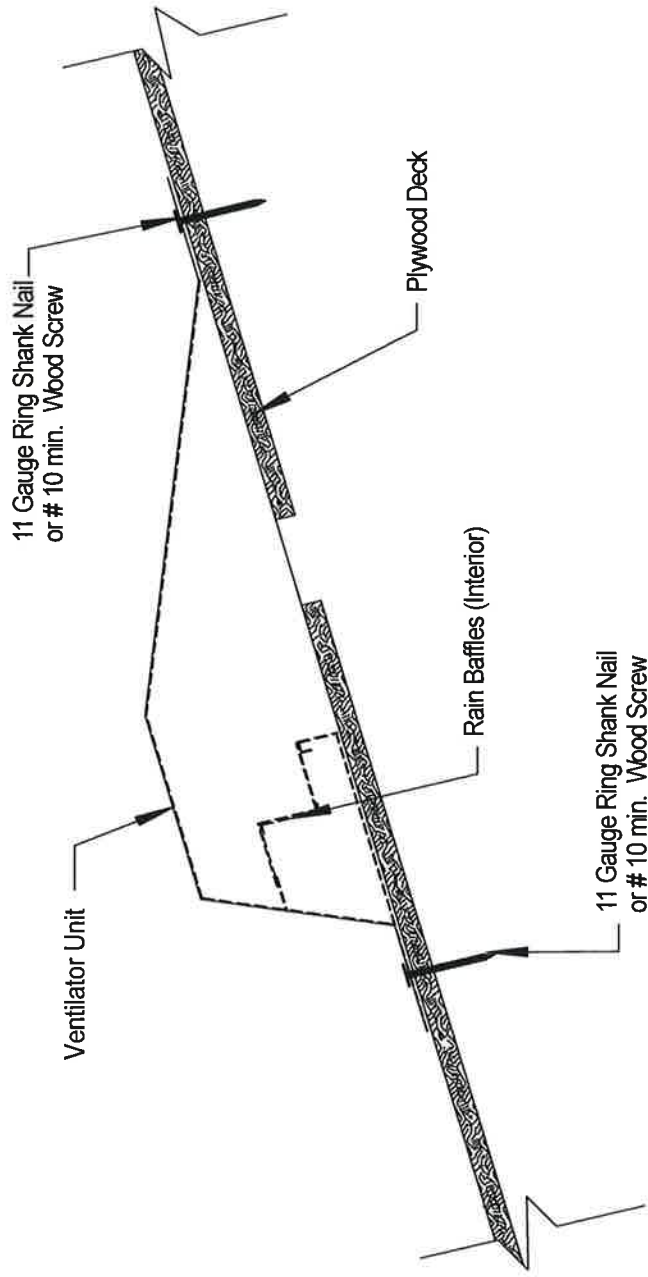 11 Gauge Ring Shank Nail
or # 10 min. Wood Screw
Ventilator Unit
Plywood Deck
Rain Baffles (Interior)
11 Gauge Ring Shank Nail
or # 10 min. Wood Screw